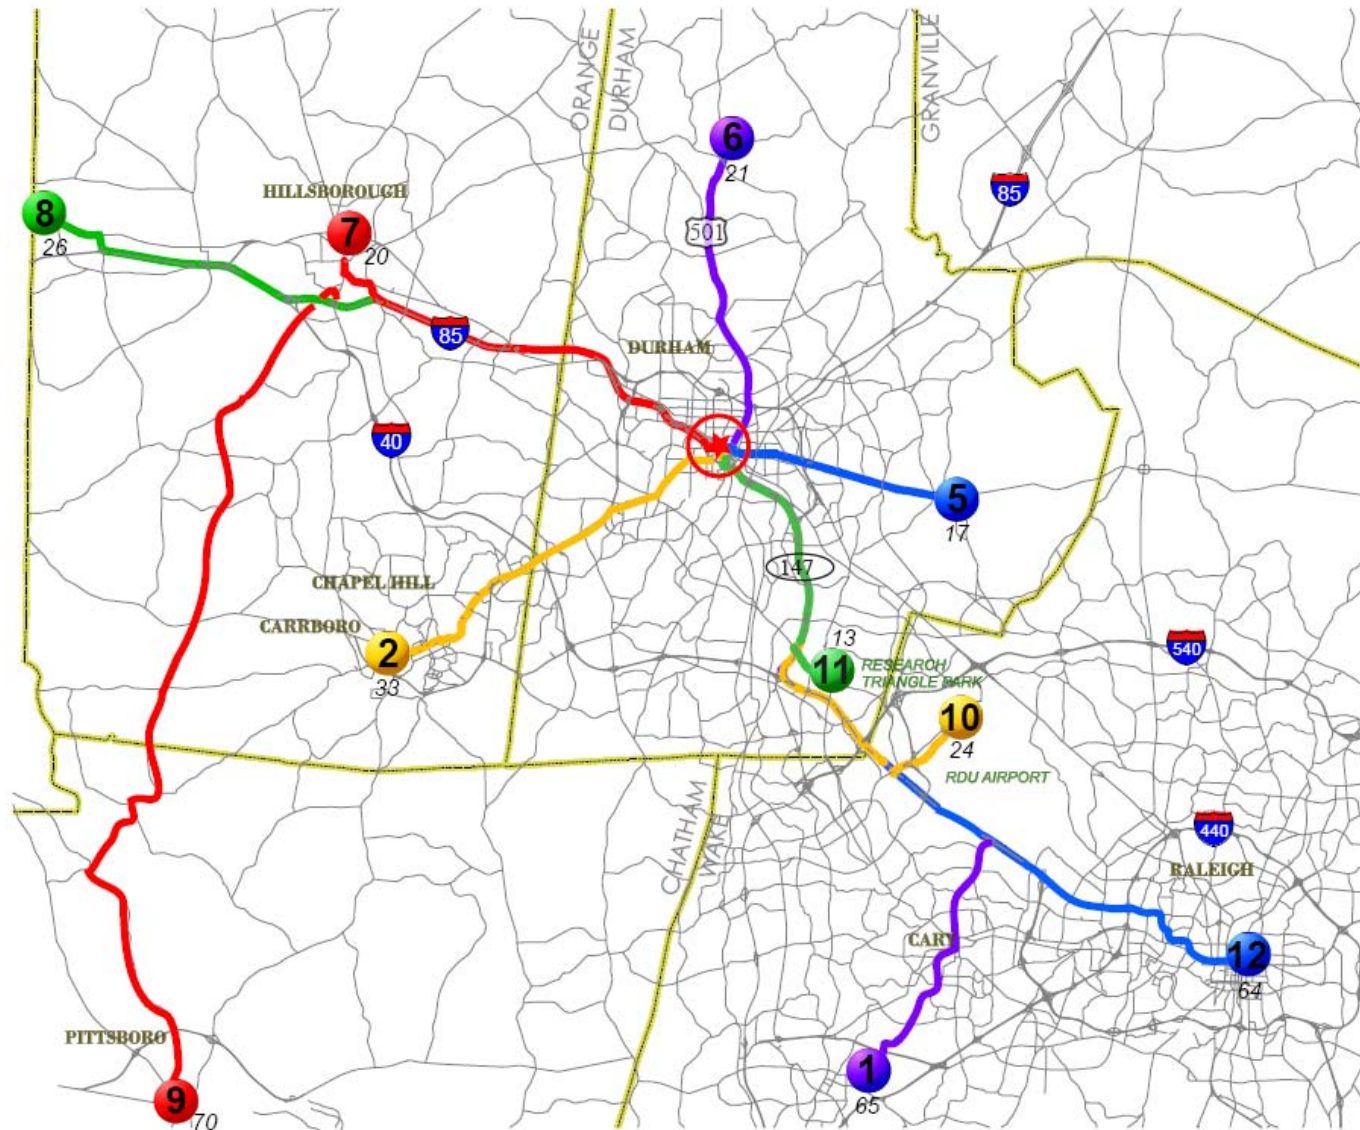 ORANGE
DURHAM
GRANVILLE
6
21
85
HILLSBOROUGH
8
26
7
20
501
85
DURHAM
40
5
17
147
CHAPEL HILL
CARRBORO
2
33
13
11
RESEARCH
TRIANGLE PARK
540
10
24
RDU AIRPORT
CHATHAM
WAKE
440
RALEIGH
CARY
12
64
PITTSBORO
1
65
9
70